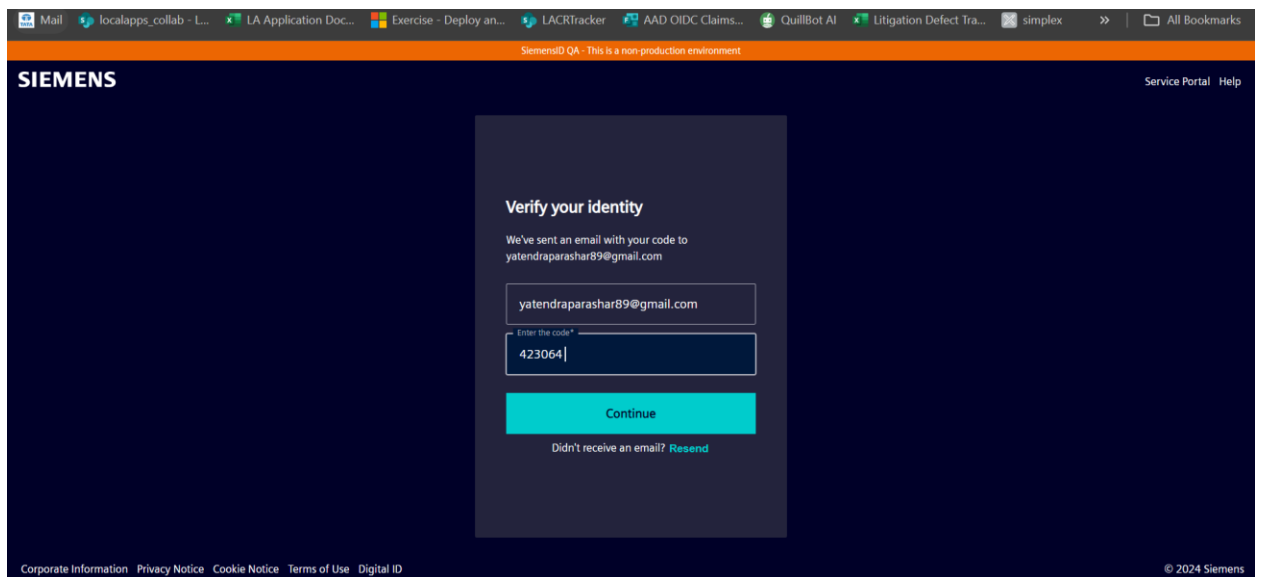 Mail localapps_collab - L... LA Application Doc... Exercise - Deploy an... LACRTracker AAD OIDC Claims... QuillBot AI Litigation Defect Tra... simplex » All Bookmarks
SiemensID QA - This is a non-production environment
SIEMENS
Service Portal Help
Verify your identity
We've sent an email with your code to
yatendraparashar89@gmail.com
yatendraparashar89@gmail.com
Enter the code*
423064
Continue
Didn't receive an email? Resend
Corporate Information Privacy Notice Cookie Notice Terms of Use Digital ID
© 2024 Siemens